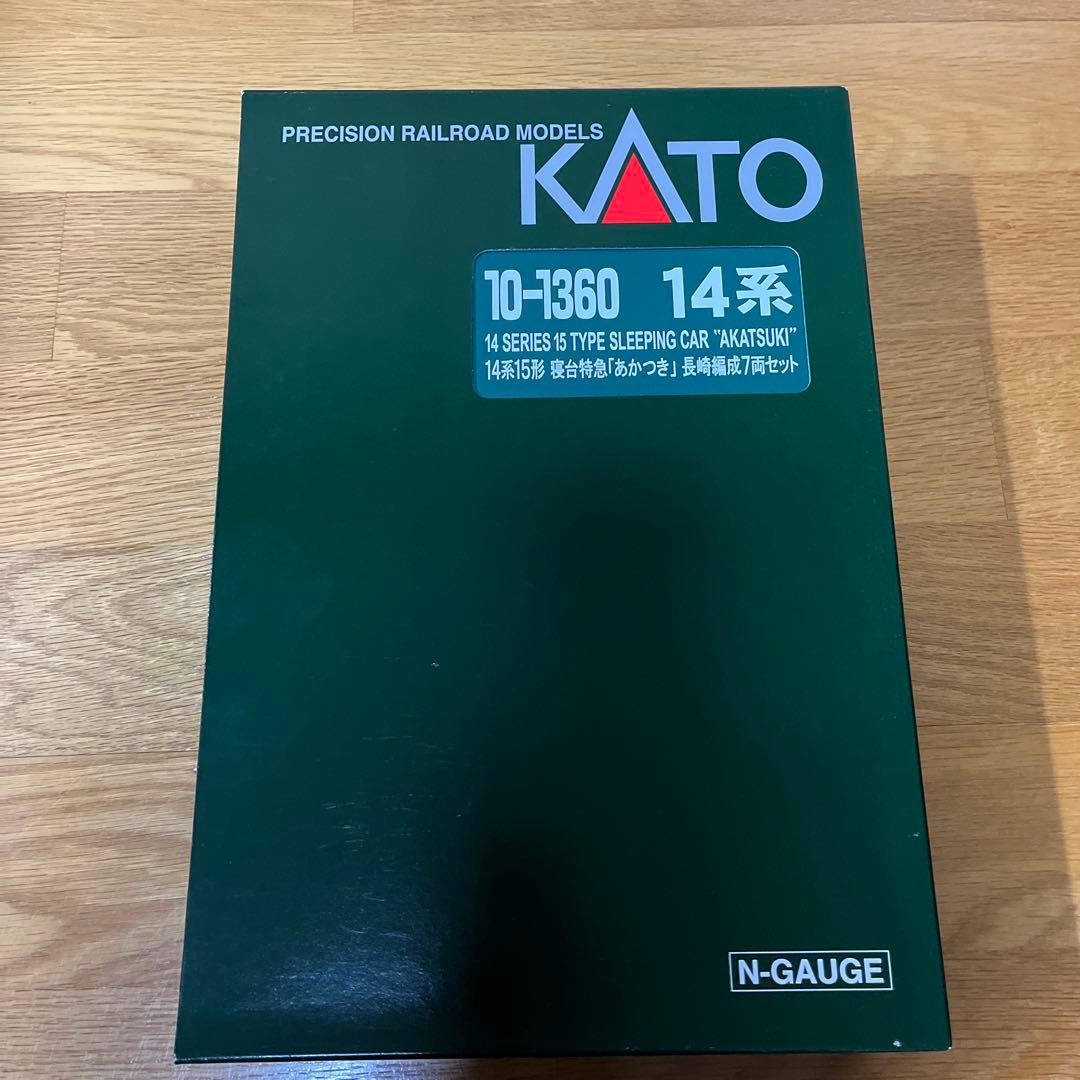 PRECISION RAILROAD MODELS
KATO
10-1360 14系
14 SERIES 15 TYPE SLEEPING CAR "AKATSUKI"
14系15形 寝台特急「あかつき」長崎編成7両セット
N-GAUGE